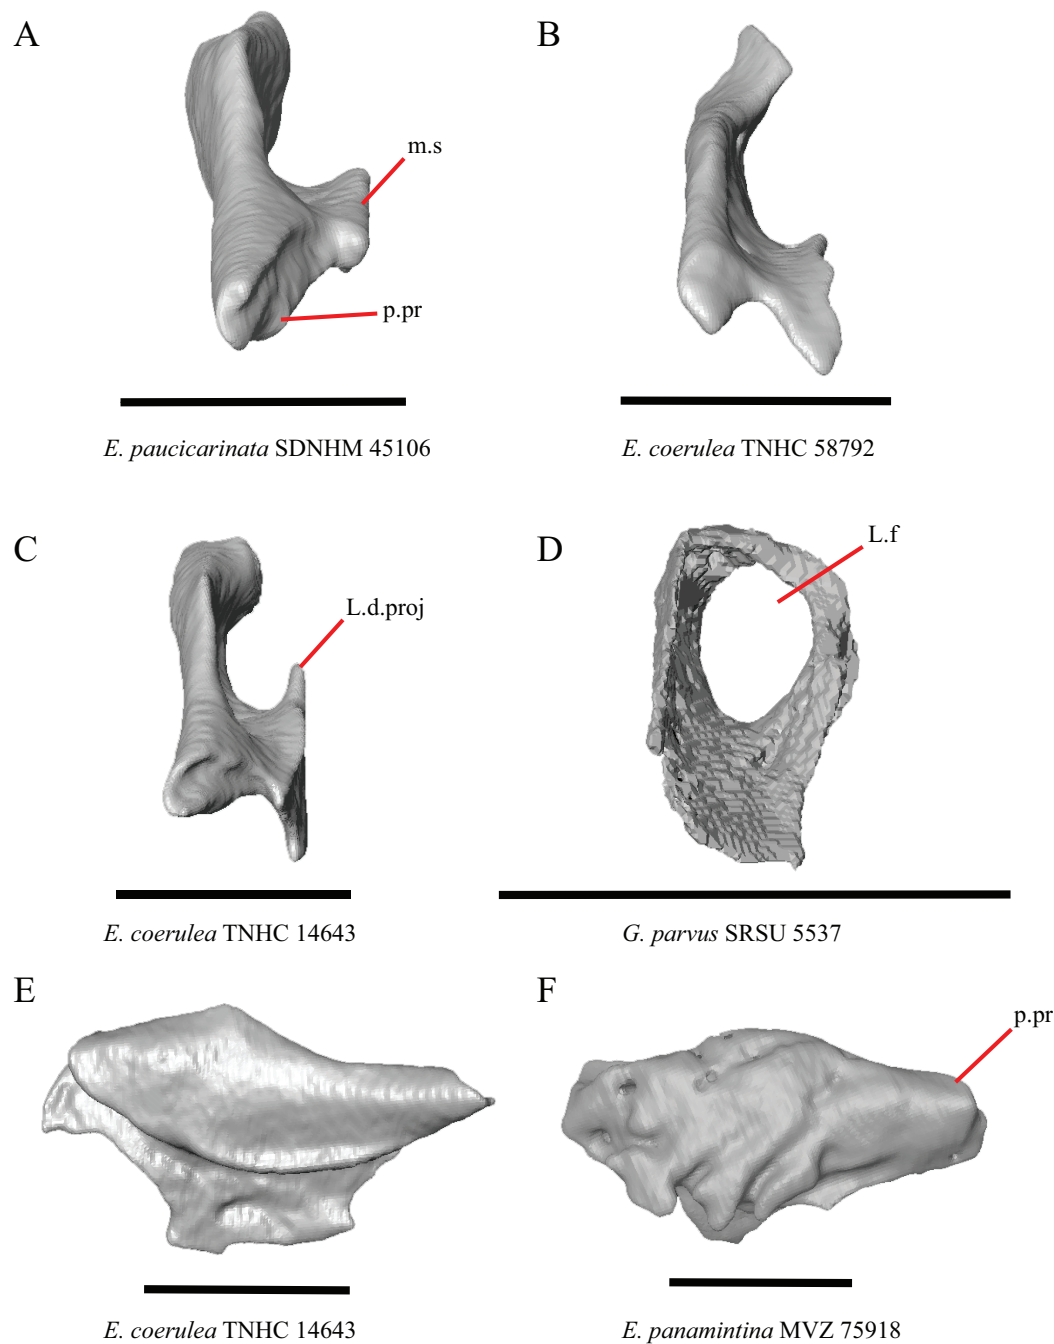 A
B
m.s
p.pr
E. paucicarinata SDNHM 45106
E. coerulea TNHC 58792
C
D
L.f
L.d.proj
E. coerulea TNHC 14643
G. parvus SRSU 5537
E
F
p.pr
E. coerulea TNHC 14643
E. panamintina MVZ 75918